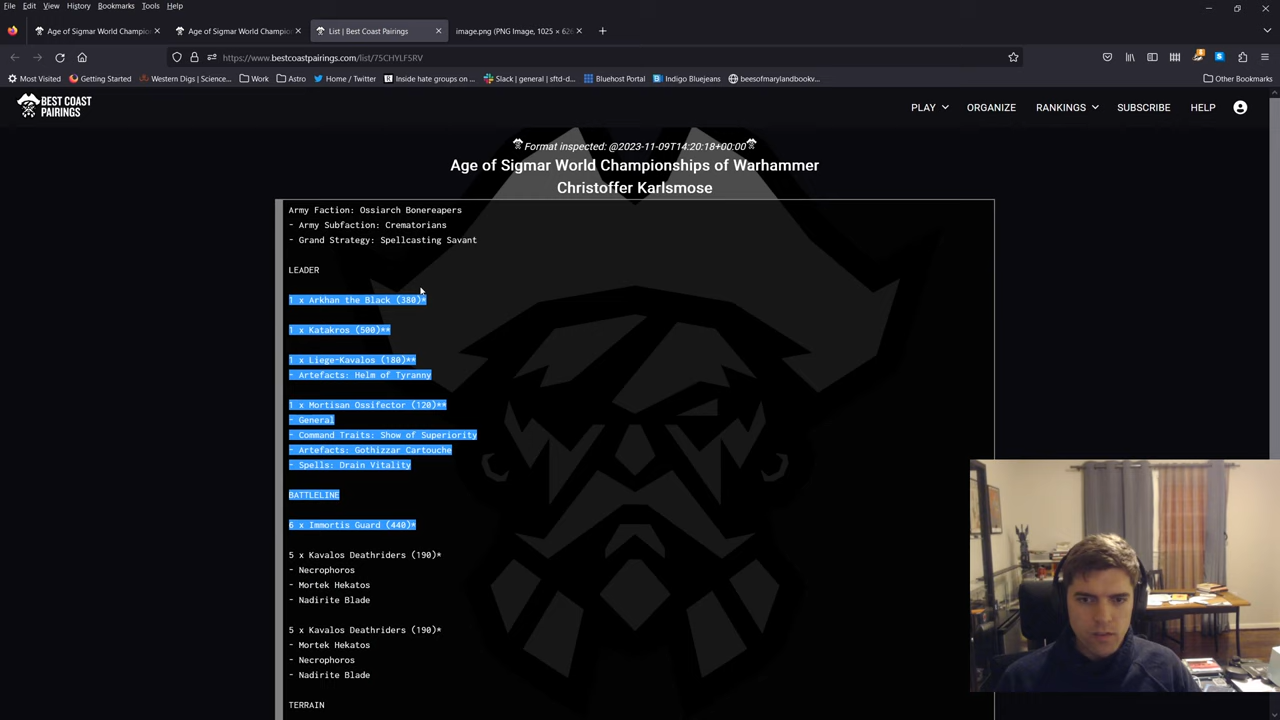 File Edit View History Bookmarks Tools Help
Age of Sigmar World Champion
Age of Sigmar World Champion
List | Best Coast Pairings
image.png (PNG Image, 1025 × 62
https://www.bestcoastpairings.com/list/75CHYLF5RV
Most Visited Getting Started Western Digs | Science... Work Astro Home / Twitter Inside hate groups on ... Slack | general | sftd-d... Bluehost Portal Indigo Bluejeans beesofmarylandbookv... Other Bookmarks
BEST COAST PAIRINGS
PLAY ORGANIZE RANKINGS SUBSCRIBE HELP
Format inspected: @2023-11-09T14:20:18+00:00
Age of Sigmar World Championships of Warhammer
Christoffer Karlsmose
Army Faction: Ossiarch Bonereapers
- Army Subfaction: Crematorians
- Grand Strategy: Spellcasting Savant
LEADER
1 x Arkhan the Black (380)*
1 x Katakros (500)**
1 x Liege-Kavalos (180)**
- Artefacts: Helm of Tyranny
1 x Mortisan Ossifector (120)**
- General
- Command Traits: Show of Superiority
- Artefacts: Gothizzar Cartouche
- Spells: Drain Vitality
BATTLELINE
6 x Immortis Guard (440)*
5 x Kavalos Deathriders (190)*
- Necrophoros
- Mortek Hekatos
- Nadirite Blade
5 x Kavalos Deathriders (190)*
- Mortek Hekatos
- Necrophoros
- Nadirite Blade
TERRAIN